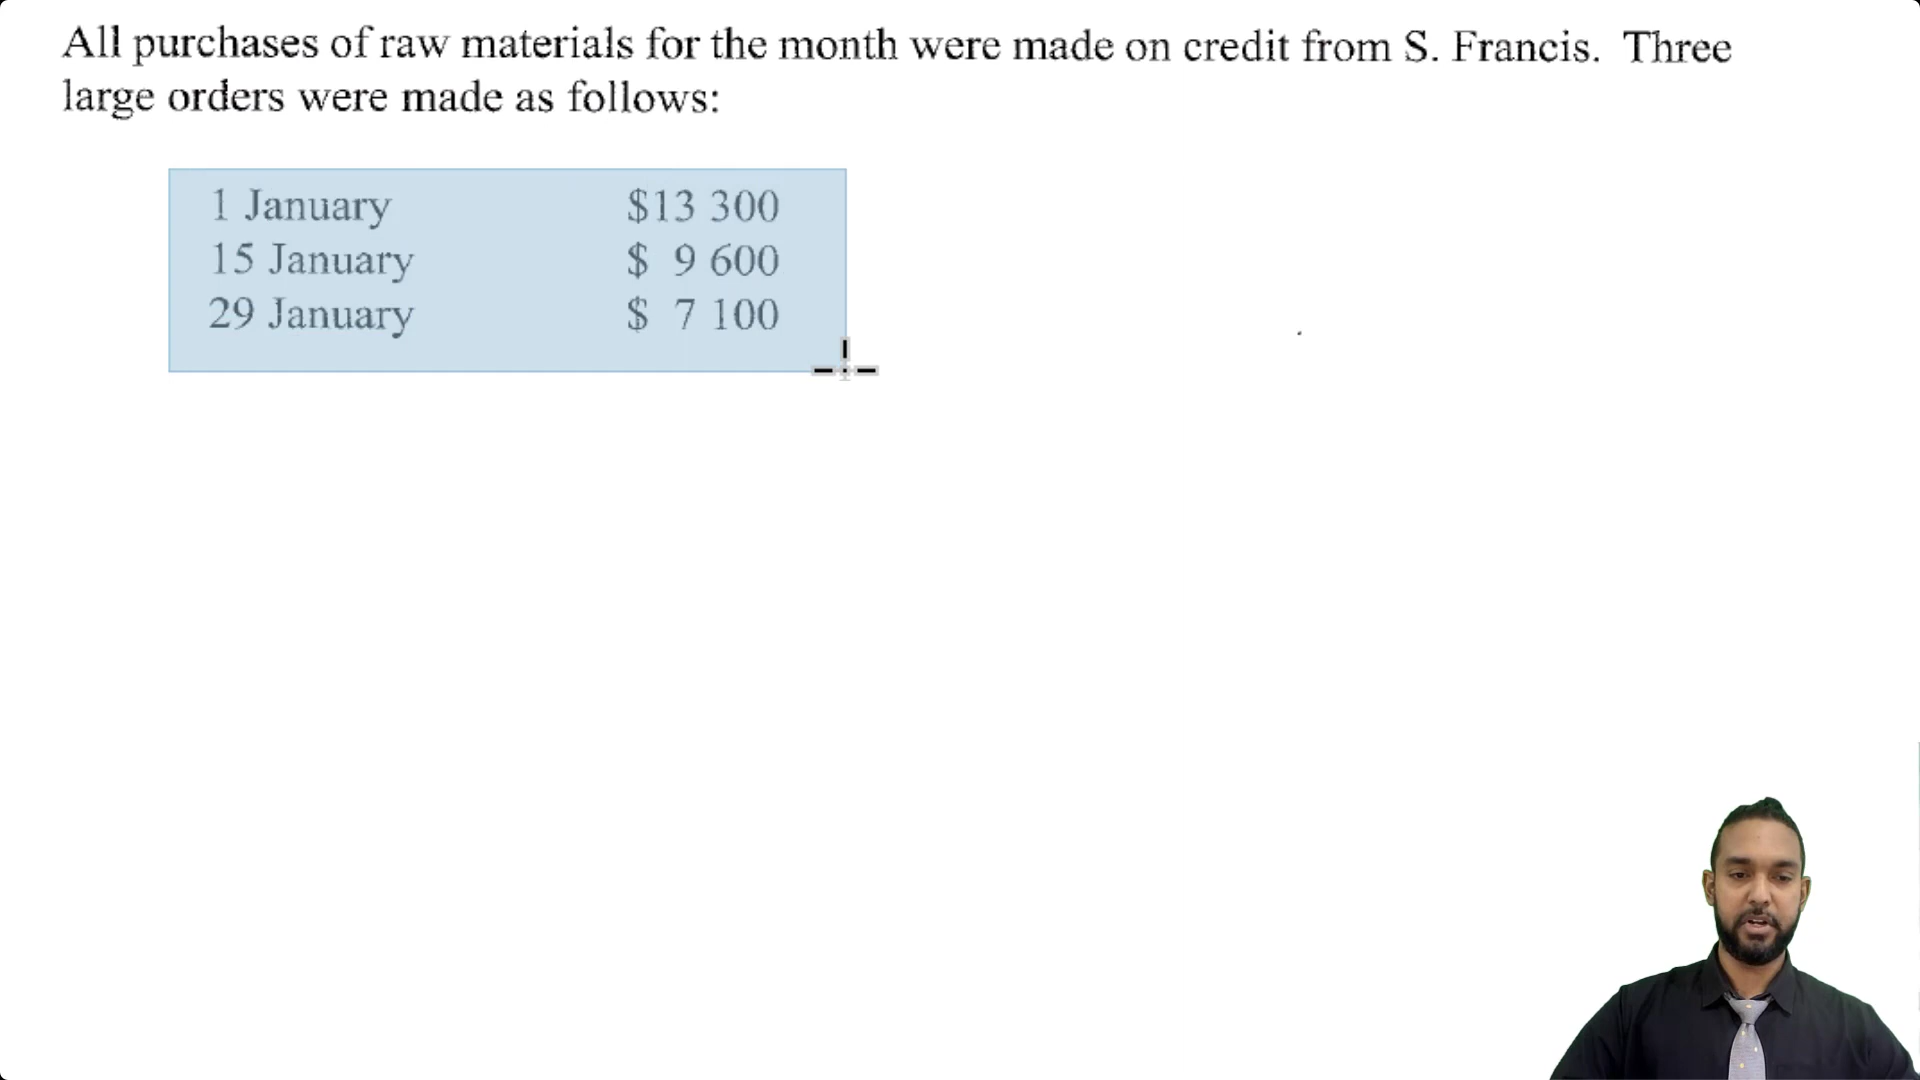 All purchases of raw materials for the month were made on credit from S. Francis. Three
large orders were made as follows:
1 January $13 300
15 January $ 9 600
29 January $ 7 100